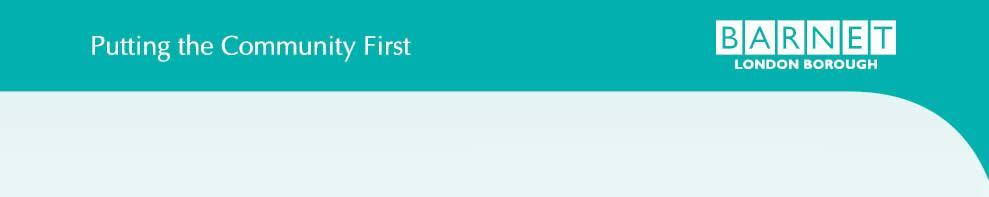 Putting the Community First
BARNET
LONDON BOROUGH